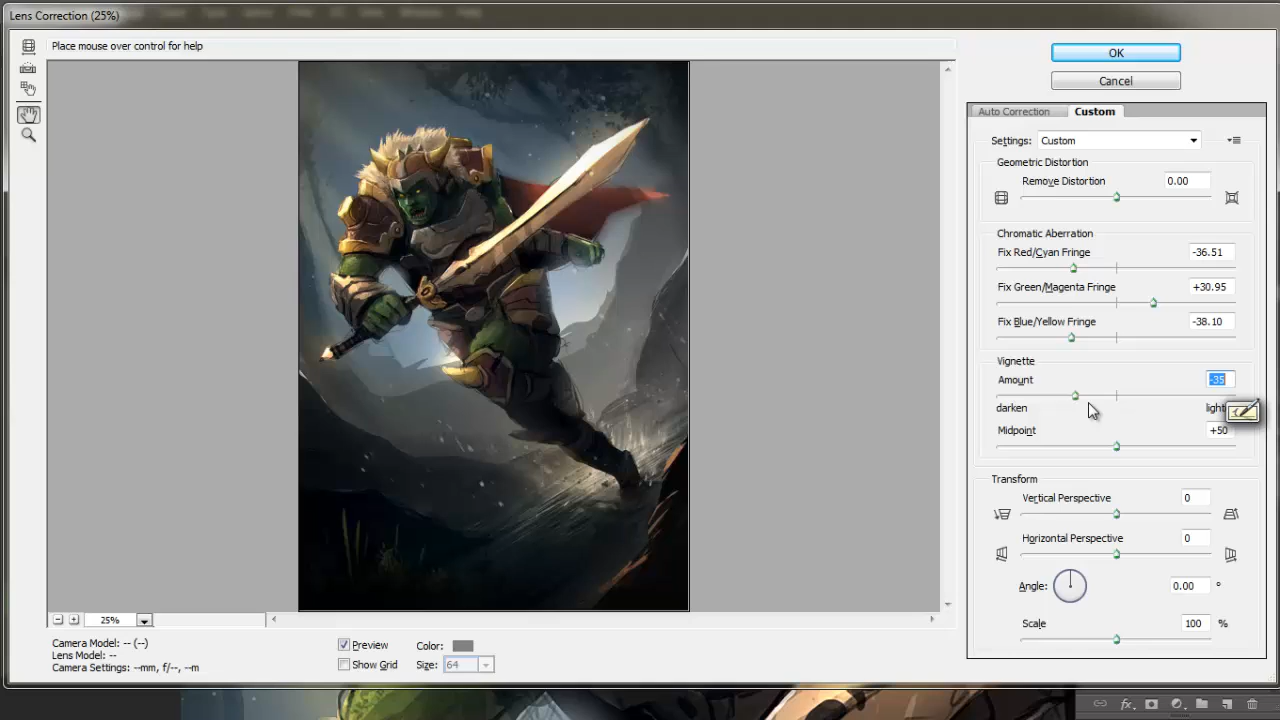 Lens Correction (25%)
Place mouse over control for help
OK
Cancel
Auto Correction
Custom
Settings:
Custom
Geometric Distortion
Remove Distortion
0.00
Chromatic Aberration
Fix Red/Cyan Fringe
-36.51
Fix Green/Magenta Fringe
+30.95
Fix Blue/Yellow Fringe
-38.10
Vignette
Amount
-35
darken
light
Midpoint
+50
Transform
Vertical Perspective
0
Horizontal Perspective
0
Angle:
0.00
°
Scale
100
%
25%
Camera Model: -- (--)
Lens Model: --
Camera Settings: --mm, f/--, --m
Preview
Show Grid
Color:
Size:
64
fx